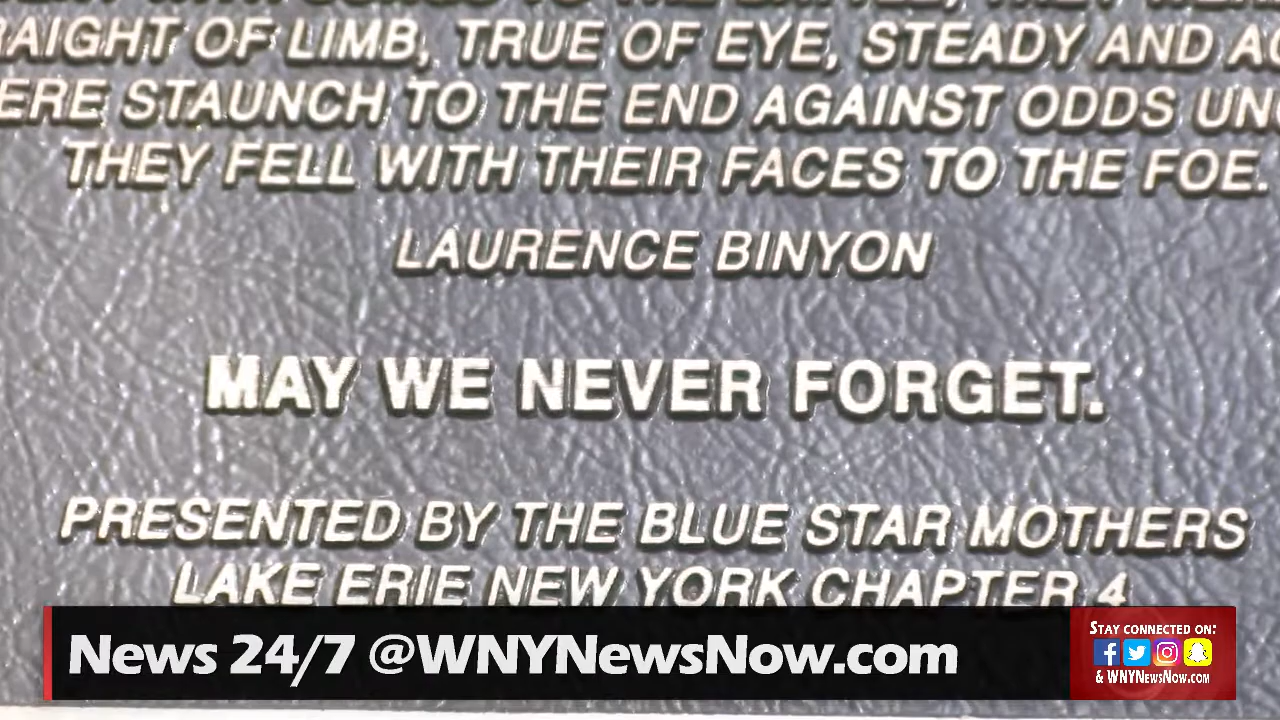 RAIGHT OF LIMB, TRUE OF EYE, STEADY AND
ERE STAUNCH TO THE END AGAINST ODDS
THEY FELL WITH THEIR FACES TO THE FOE.
LAURENCE BINYON
MAY WE NEVER FORGET.
PRESENTED BY THE BLUE STAR MOTHERS
LAKE ERIE NEW YORK CHAPTER 4
News 24/7 @WNYNewsNow.com
STAY CONNECTED ON:
& WNYNewsNow.com